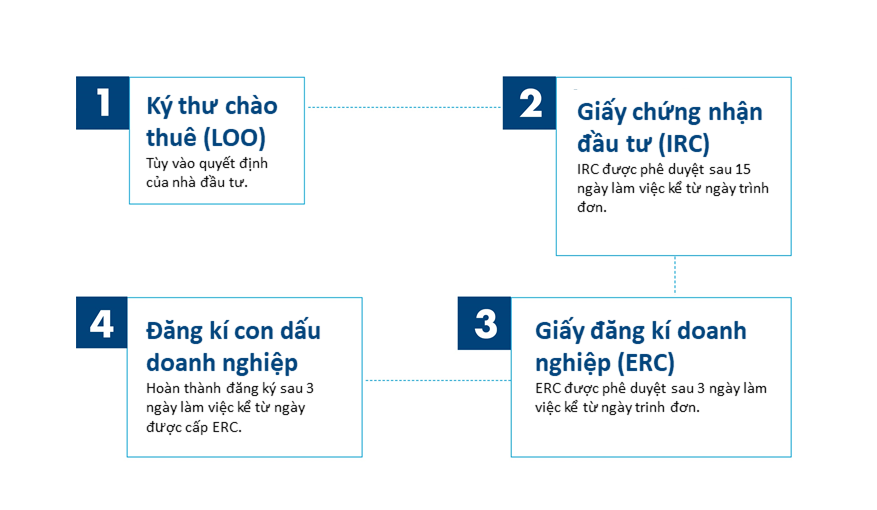 1
Ký thư chào
thuê (LOO)
Tùy vào quyết định
của nhà đầu tư.
2
Giấy chứng nhận
đầu tư (IRC)
IRC được phê duyệt sau 15
ngày làm việc kể từ ngày trình
đơn.
3
Giấy đăng kí doanh
nghiệp (ERC)
ERC được phê duyệt sau 3 ngày làm
việc kể từ ngày trinh đơn.
4
Đăng kí con dấu
doanh nghiệp
Hoàn thành đăng ký sau 3
ngày làm việc kể từ ngày
được cấp ERC.